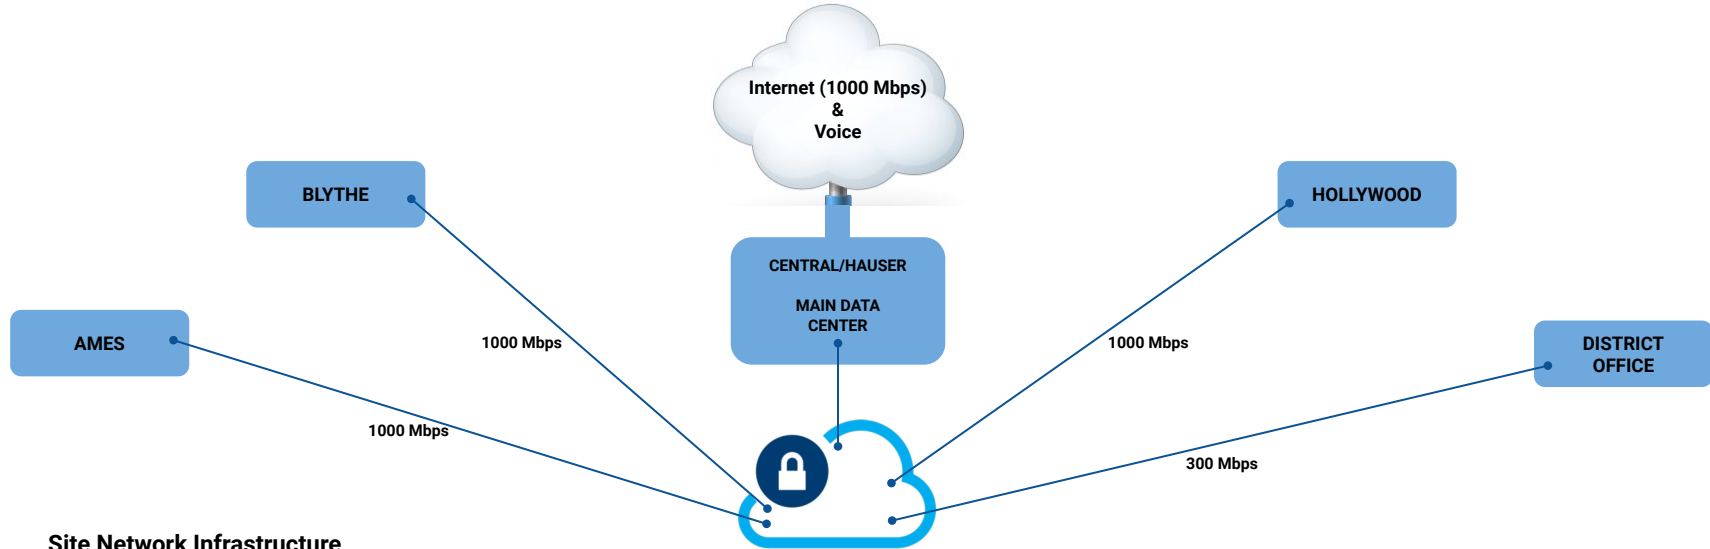 Internet (1000 Mbps)
&
Voice
BLYTHE
HOLLYWOOD
CENTRAL/HAUSER
MAIN DATA
CENTER
AMES
DISTRICT
OFFICE
1000 Mbps
1000 Mbps
1000 Mbps
300 Mbps
Site Network Infrastructure